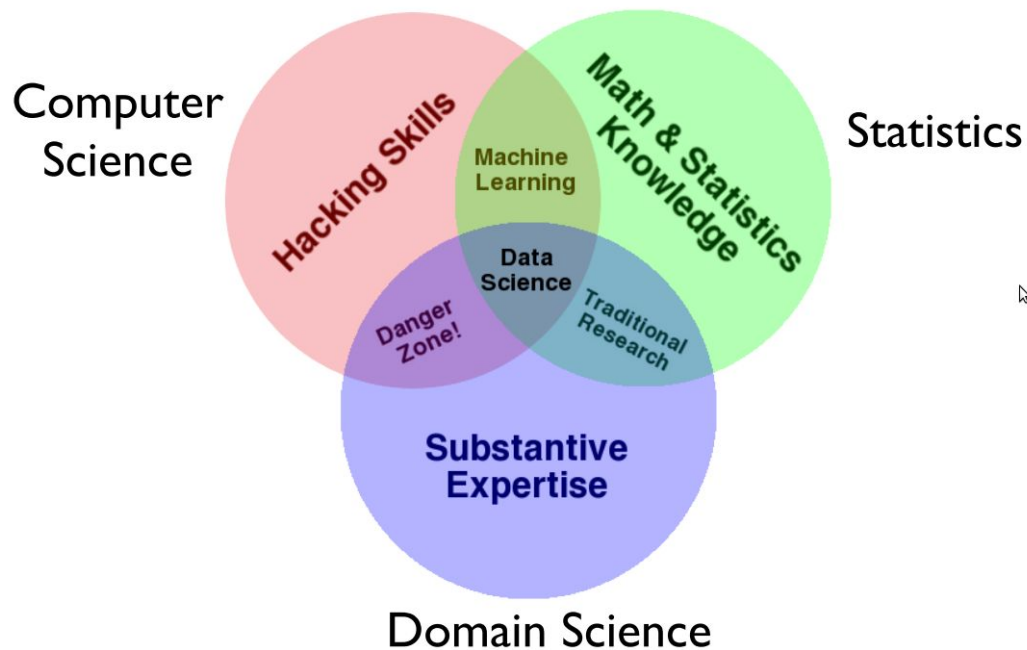 Computer
Science
Hacking Skills
Math & Statistics
Knowledge
Statistics
Machine
Learning
Data
Science
Danger
Zone!
Traditional
Research
Substantive
Expertise
Domain Science